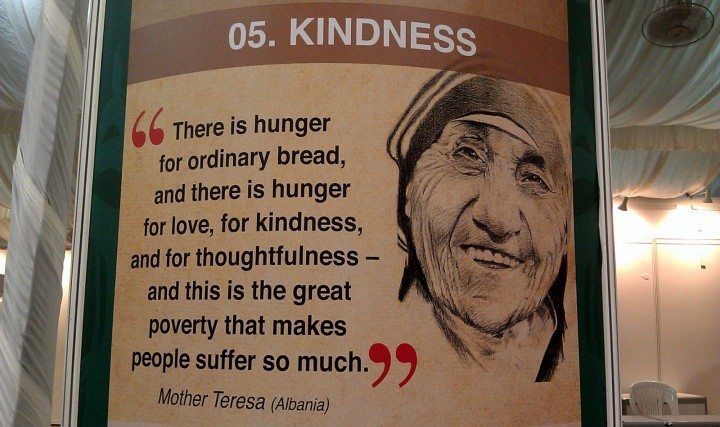 05. KINDNESS
“ There is hunger
for ordinary bread,
and there is hunger
for love, for kindness,
and for thoughtfulness –
and this is the great
poverty that makes
people suffer so much.”
Mother Teresa (Albania)